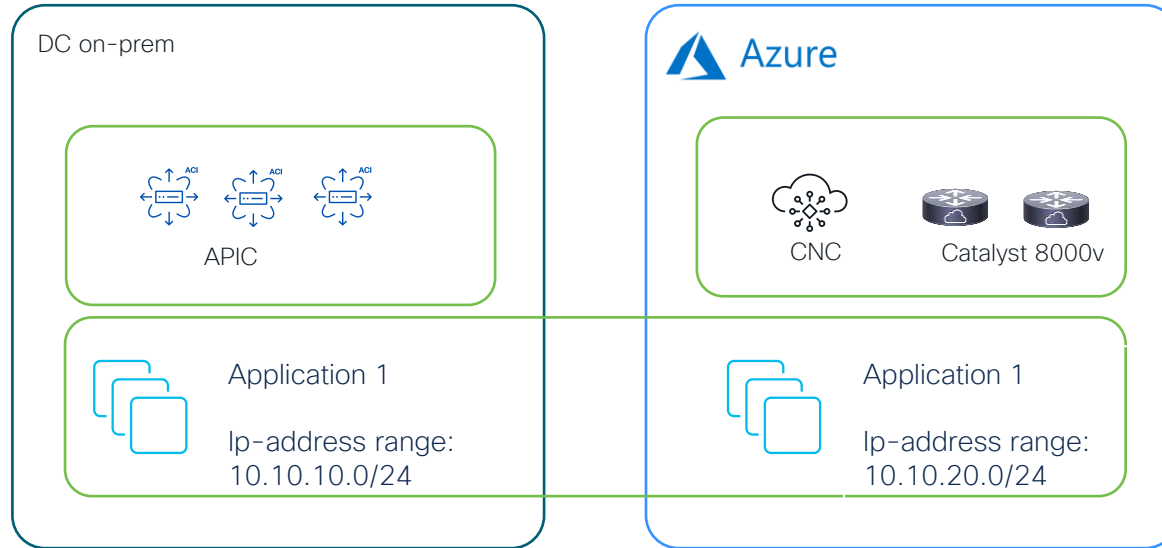 DC on-prem
ACI
ACI
ACI
APIC
Application 1
Ip-address range:
10.10.10.0/24
Azure
CNC
Catalyst 8000v
Application 1
Ip-address range:
10.10.20.0/24